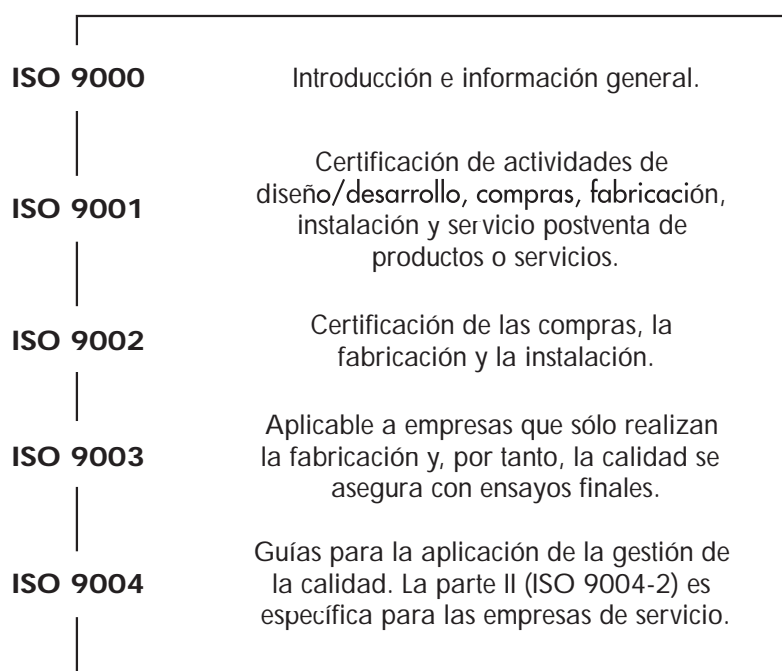 ISO 9000
Introducción e información general.
ISO 9001
Certificación de actividades de
diseño/desarrollo, compras, fabricación,
instalación y servicio postventa de
productos o servicios.
ISO 9002
Certificación de las compras, la
fabricación y la instalación.
ISO 9003
Aplicable a empresas que sólo realizan
la fabricación y, por tanto, la calidad se
asegura con ensayos finales.
ISO 9004
Guías para la aplicación de la gestión de
la calidad. La parte II (ISO 9004-2) es
específica para las empresas de servicio.